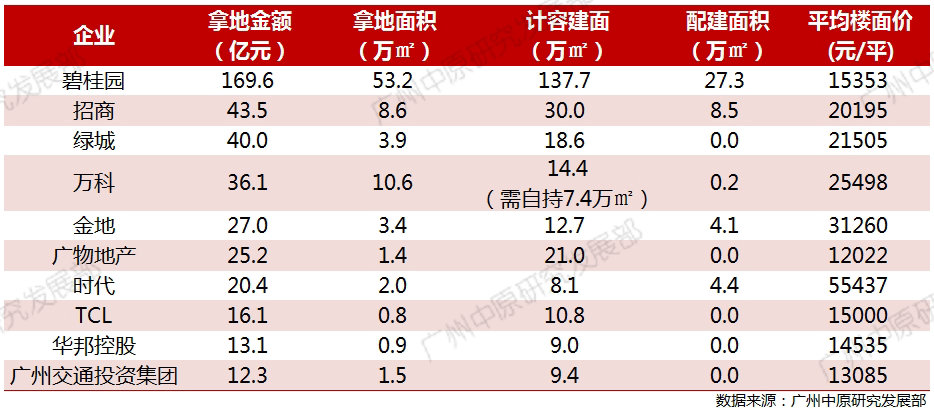 企业 拿地金额（亿元） 拿地面积（万㎡） 计容建面（万㎡） 配建面积（万㎡） 平均楼面价(元/平)
碧桂园 169.6 53.2 137.7 27.3 15353
招商 43.5 8.6 30.0 8.5 20195
绿城 40.0 3.9 18.6 0.0 21505
万科 36.1 10.6 14.4（需自持7.4万㎡） 0.2 25498
金地 27.0 3.4 12.7 4.1 31260
广物地产 25.2 1.4 21.0 0.0 12022
时代 20.4 2.0 8.1 4.4 55437
TCL 16.1 0.8 10.8 0.0 15000
华邦控股 13.1 0.9 9.0 0.0 14535
广州交通投资集团 12.3 1.5 9.4 0.0 13085
数据来源：广州中原研究发展部
广州中原研究发展部